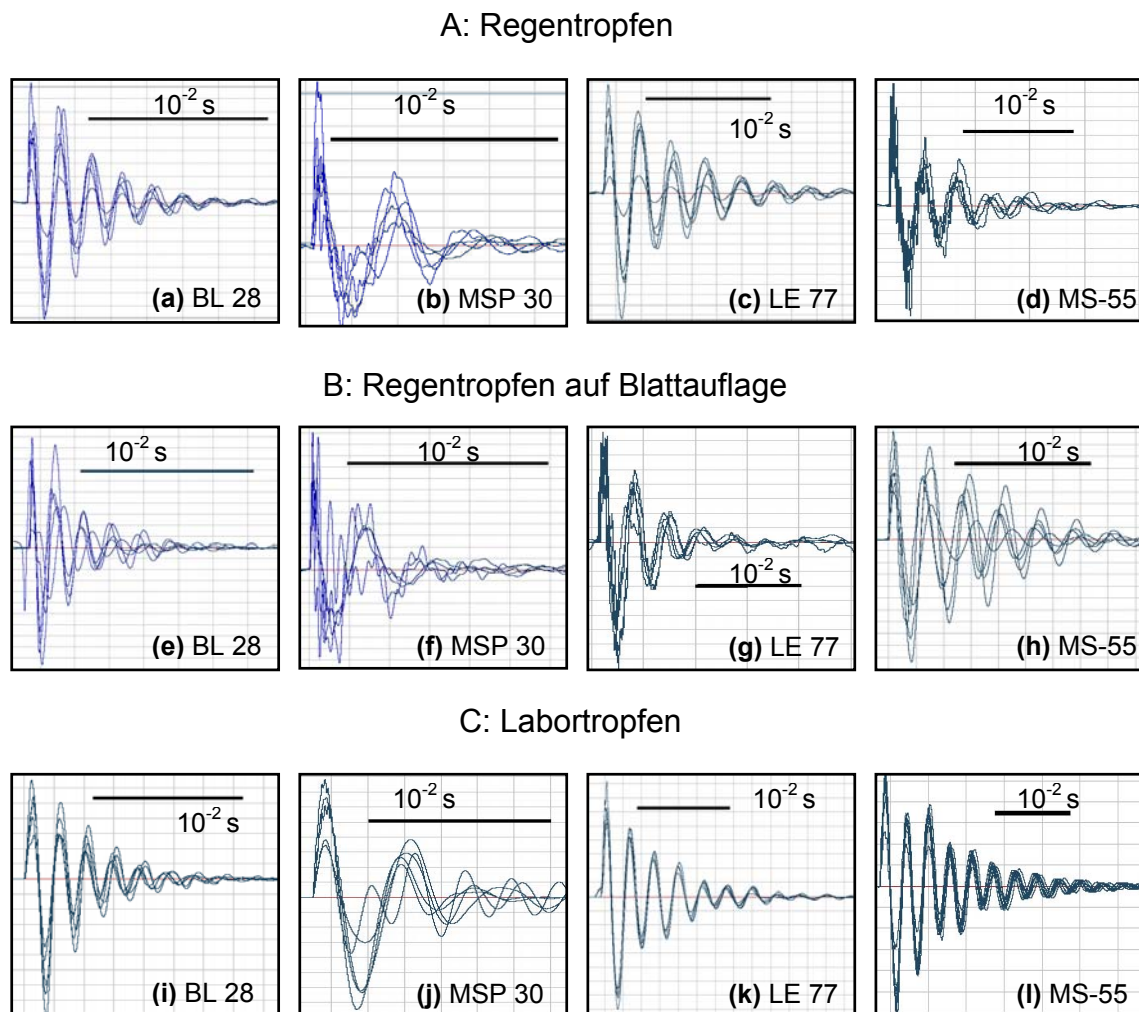 A: Regentropfen
10⁻² s
(a) BL 28
10⁻² s
(b) MSP 30
10⁻² s
(c) LE 77
10⁻² s
(d) MS-55
B: Regentropfen auf Blattauflage
10⁻² s
(e) BL 28
10⁻² s
(f) MSP 30
10⁻² s
(g) LE 77
10⁻² s
(h) MS-55
C: Labortropfen
10⁻² s
(i) BL 28
10⁻² s
(j) MSP 30
10⁻² s
(k) LE 77
10⁻² s
(l) MS-55